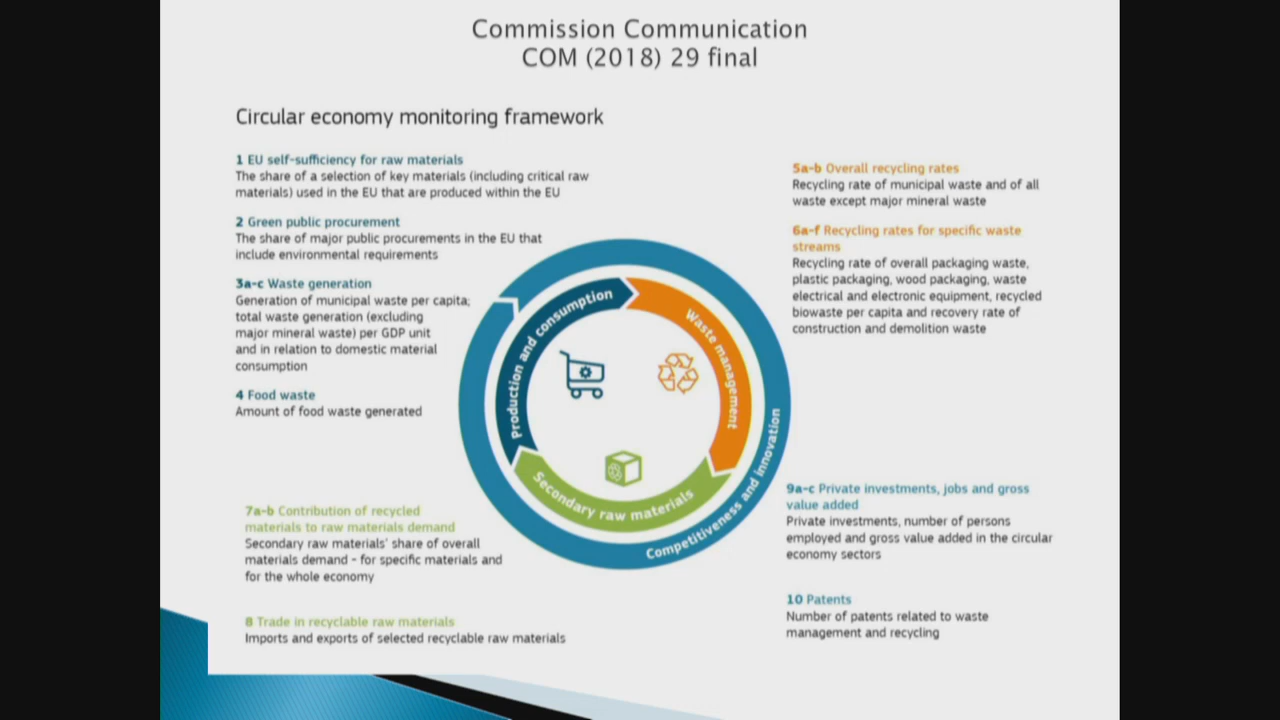 Commission Communication
COM (2018) 29 final
Circular economy monitoring framework
1 EU self-sufficiency for raw materials
The share of a selection of key materials (including critical raw
materials) used in the EU that are produced within the EU
2 Green public procurement
The share of major public procurements in the EU that
include environmental requirements
3a-c Waste generation
Generation of municipal waste per capita;
total waste generation (excluding
major mineral waste) per GDP unit
and in relation to domestic material
consumption
4 Food waste
Amount of food waste generated
5a-b Overall recycling rates
Recycling rate of municipal waste and of all
waste except major mineral waste
6a-f Recycling rates for specific waste
streams
Recycling rate of overall packaging waste,
plastic packaging, wood packaging, waste
electrical and electronic equipment, recycled
biowaste per capita and recovery rate of
construction and demolition waste
Production and consumption
Waste management
Secondary raw materials
Competitiveness and innovation
7a-b Contribution of recycled
materials to raw materials demand
Secondary raw materials' share of overall
materials demand - for specific materials and
for the whole economy
8 Trade in recyclable raw materials
Imports and exports of selected recyclable raw materials
9a-c Private investments, jobs and gross
value added
Private investments, number of persons
employed and gross value added in the circular
economy sectors
10 Patents
Number of patents related to waste
management and recycling